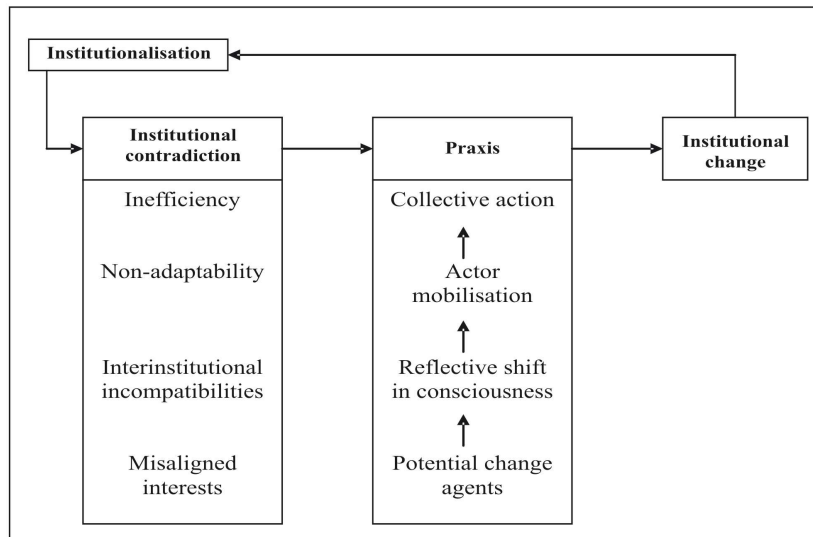 Institutionalisation
Institutional
contradiction
Inefficiency
Non-adaptability
Interinstitutional
incompatibilities
Misaligned
interests
Praxis
Collective action
Actor
mobilisation
Reflective shift
in consciousness
Potential change
agents
Institutional
change